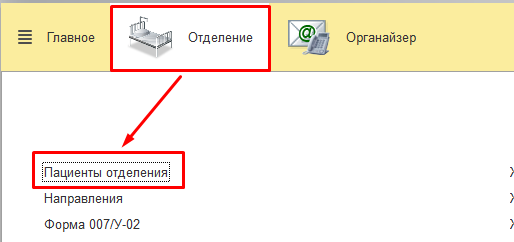 Главное
Отделение
Органайзер
Пациенты отделения
Направления
Форма 007/У-02